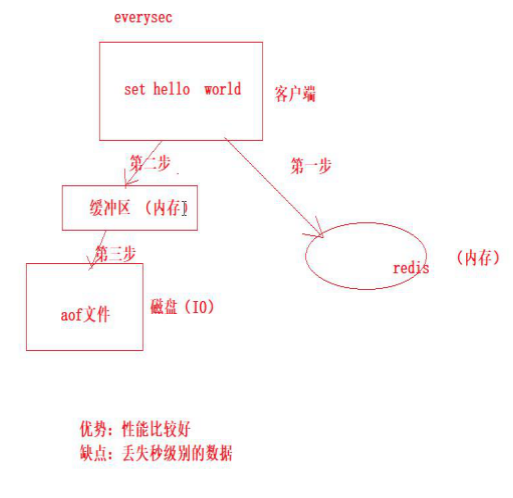 everysec
set hello world
客户端
第二步
第一步
缓冲区 （内存）
第三步
redis
（内存）
aof文件
磁盘（IO）
优势：性能比较好
缺点：丢失秒级别的数据